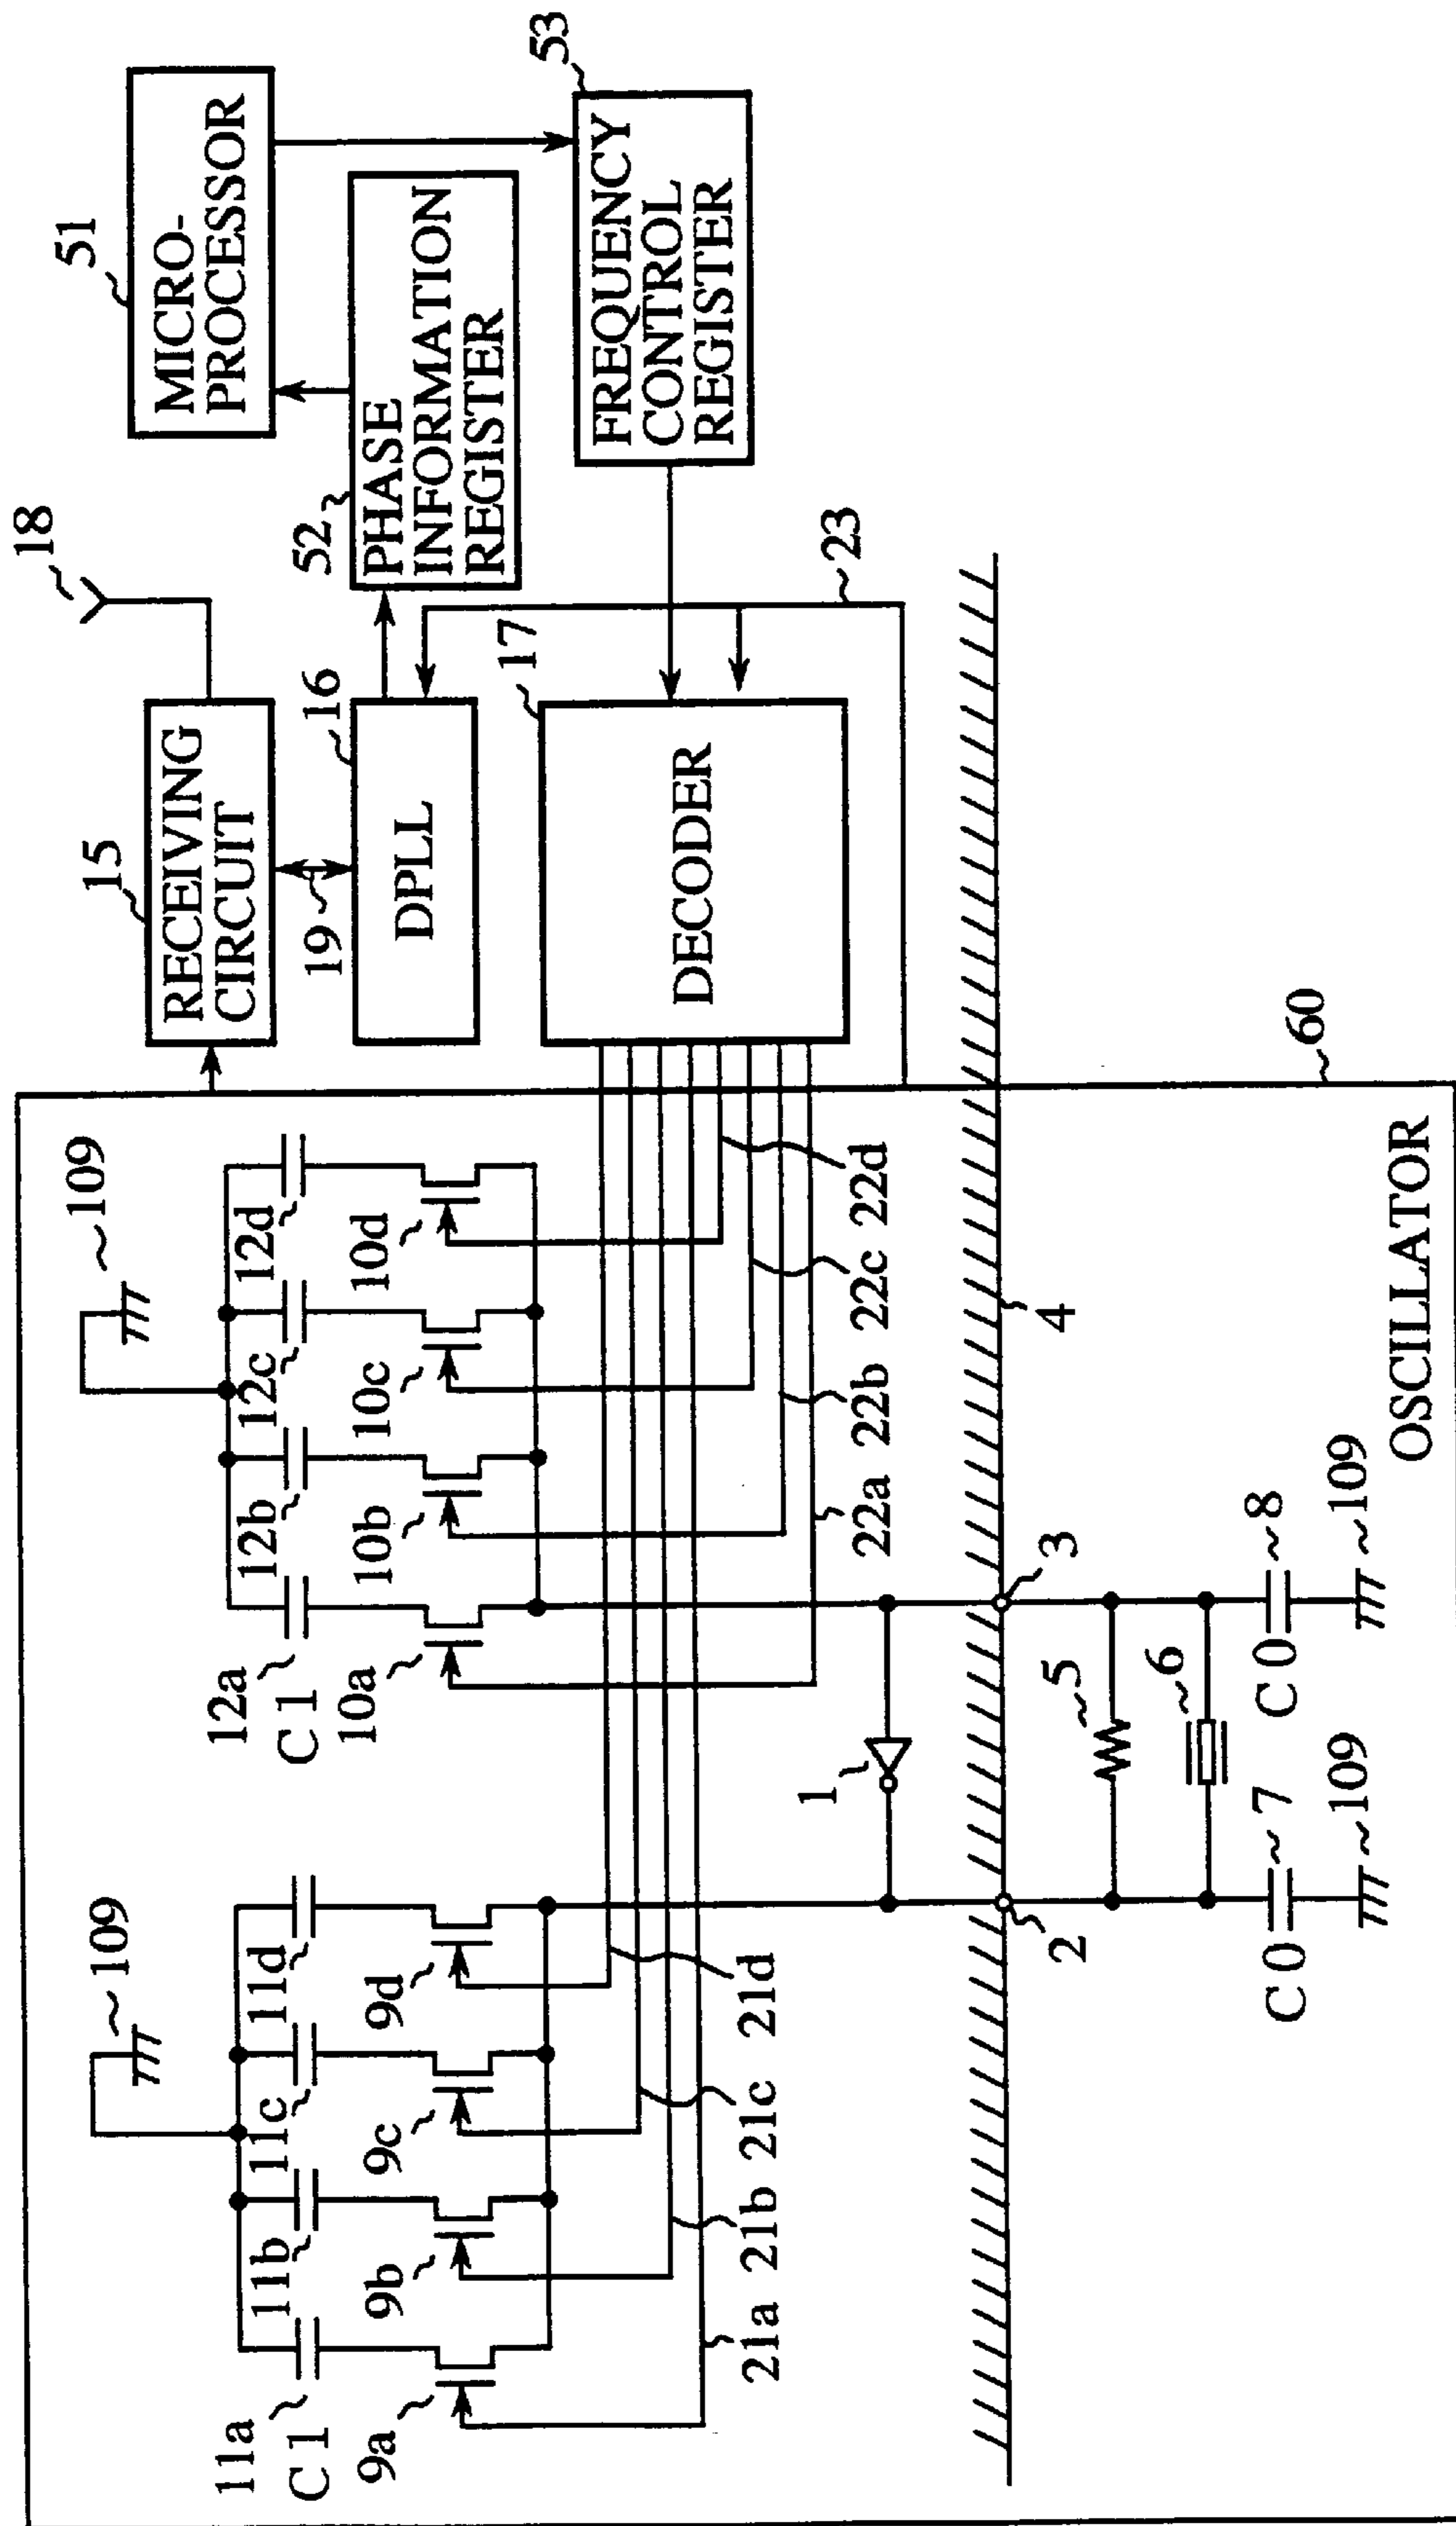 109
109
11a
C1
11b
11c
11d
12a
C1
12b
12c
12d
9a
9b
9c
9d
10a
10b
10c
10d
21a
21b
21c
21d
22a
22b
22c
22d
1
2
3
4
5
6
C0
7
C0
8
109
109
OSCILLATOR
60
15
RECEIVING
CIRCUIT
18
19
16
DPLL
17
DECODER
23
51
MICRO-
PROCESSOR
52
PHASE
INFORMATION
REGISTER
53
FREQUENCY
CONTROL
REGISTER